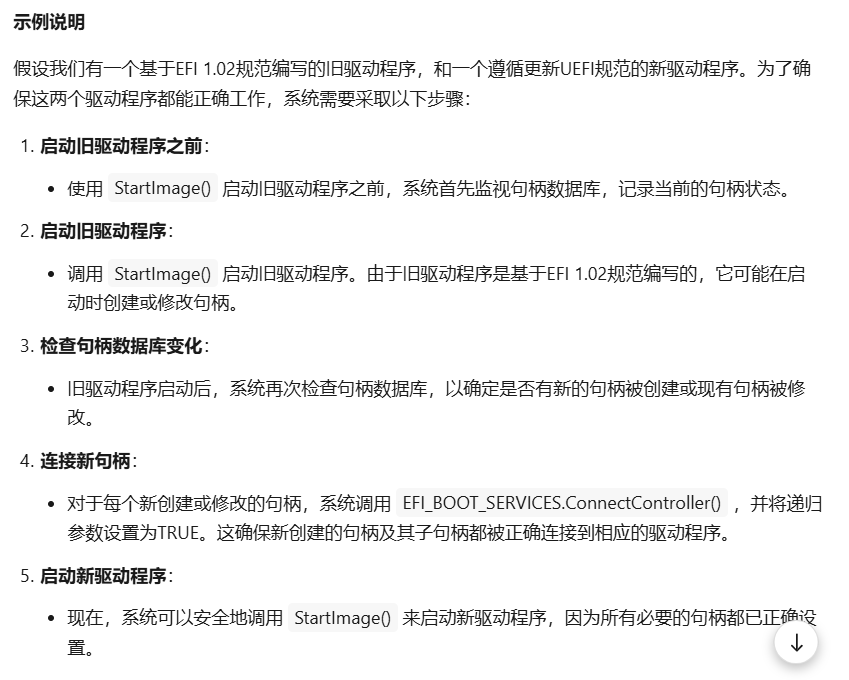 示例说明
假设我们有一个基于EFI 1.02规范编写的旧驱动程序，和一个遵循更新UEFI规范的新驱动程序。为了确
保这两个驱动程序都能正确工作，系统需要采取以下步骤：
1. 启动旧驱动程序之前：
• 使用 StartImage() 启动旧驱动程序之前，系统首先监视句柄数据库，记录当前的句柄状态。
2. 启动旧驱动程序：
• 调用 StartImage() 启动旧驱动程序。由于旧驱动程序是基于EFI 1.02规范编写的，它可能在启
动时创建或修改句柄。
3. 检查句柄数据库变化：
• 旧驱动程序启动后，系统再次检查句柄数据库，以确定是否有新的句柄被创建或现有句柄被修
改。
4. 连接新句柄：
• 对于每个新创建或修改的句柄，系统调用 EFI_BOOT_SERVICES.ConnectController() ，并将递归
参数设置为TRUE。这确保新创建的句柄及其子句柄都被正确连接到相应的驱动程序。
5. 启动新驱动程序：
• 现在，系统可以安全地调用 StartImage() 来启动新驱动程序，因为所有必要的句柄都已正确设
置。